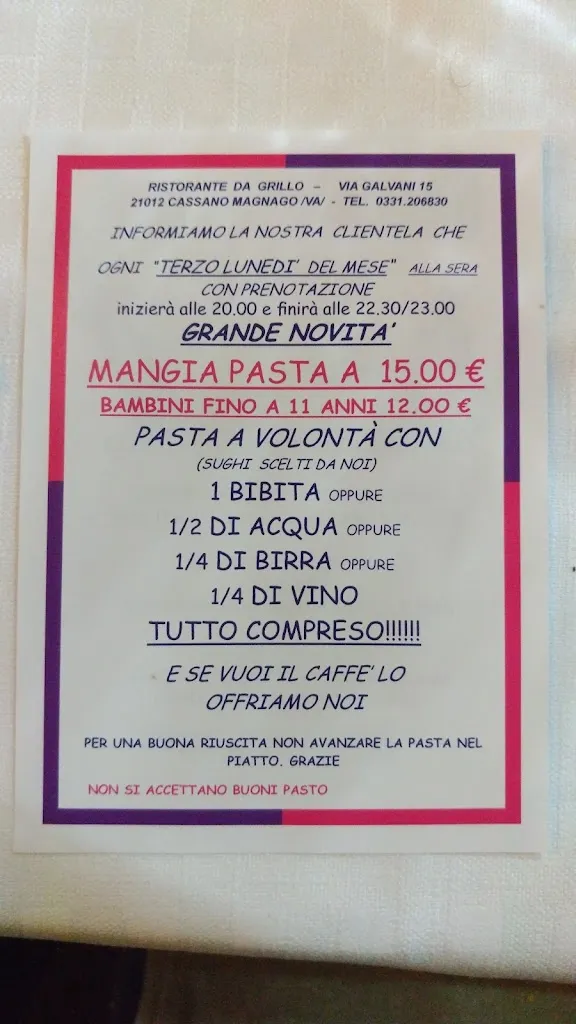 RISTORANTE DA GRILLO – VIA GALVANI 15
21012 CASSANO MAGNAGO /VA/ - TEL. 0331.206830
INFORMIAMO LA NOSTRA CLIENTELA CHE
OGNI "TERZO LUNEDI' DEL MESE" ALLA SERA
CON PRENOTAZIONE
inizierà alle 20.00 e finirà alle 22.30/23.00
GRANDE NOVITA'
MANGIA PASTA A 15.00 €
BAMBINI FINO A 11 ANNI 12.00 €
PASTA A VOLONTÀ CON
(SUGHI SCELTI DA NOI)
1 BIBITA OPPURE
1/2 DI ACQUA OPPURE
1/4 DI BIRRA OPPURE
1/4 DI VINO
TUTTO COMPRESO!!!!!!
E SE VUOI IL CAFFE' LO
OFFRIAMO NOI
PER UNA BUONA RIUSCITA NON AVANZARE LA PASTA NEL
PIATTO. GRAZIE
NON SI ACCETTANO BUONI PASTO